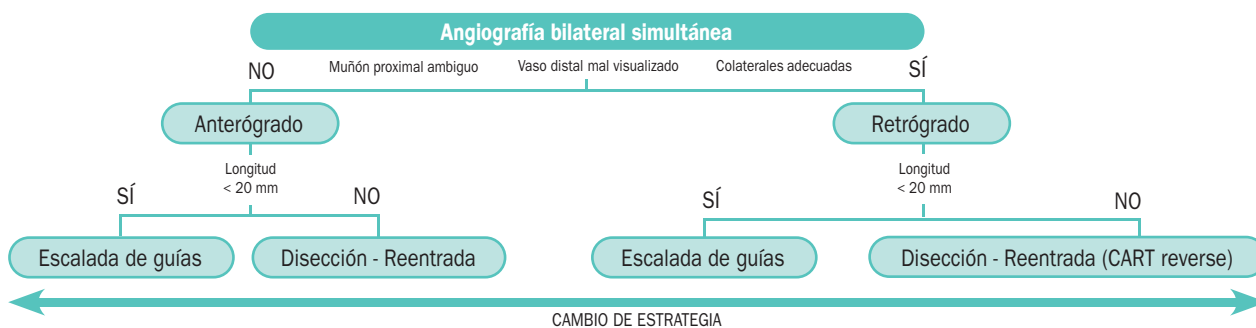 Angiografía bilateral simultánea
NO
Muñón proximal ambiguo
Vaso distal mal visualizado
Colaterales adecuadas
SÍ
Anterógrado
Retrógrado
Longitud
< 20 mm
Longitud
< 20 mm
SÍ
NO
SÍ
NO
Escalada de guías
Disección - Reentrada
Escalada de guías
Disección - Reentrada (CART reverse)
CAMBIO DE ESTRATEGIA